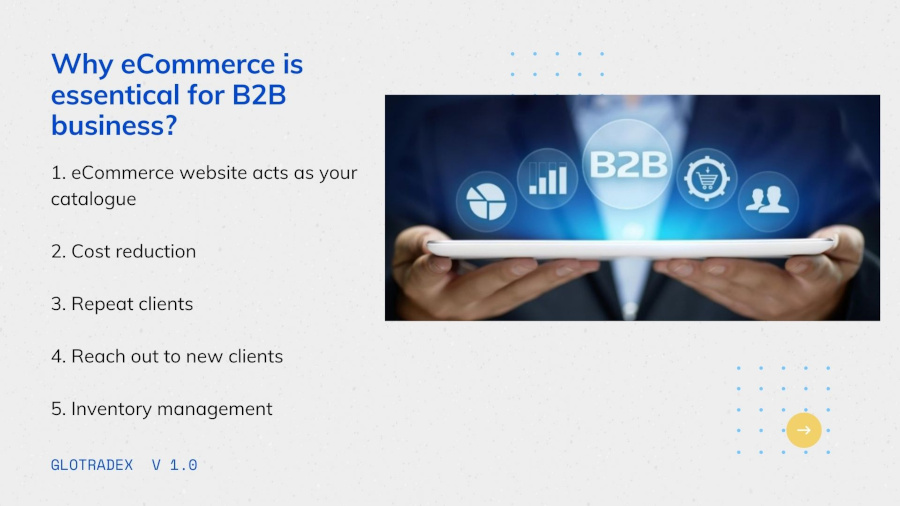 Why eCommerce is
essentical for B2B
business?
1. eCommerce website acts as your
catalogue
2. Cost reduction
3. Repeat clients
4. Reach out to new clients
5. Inventory management
GLOTRADEX V 1.0
B2B